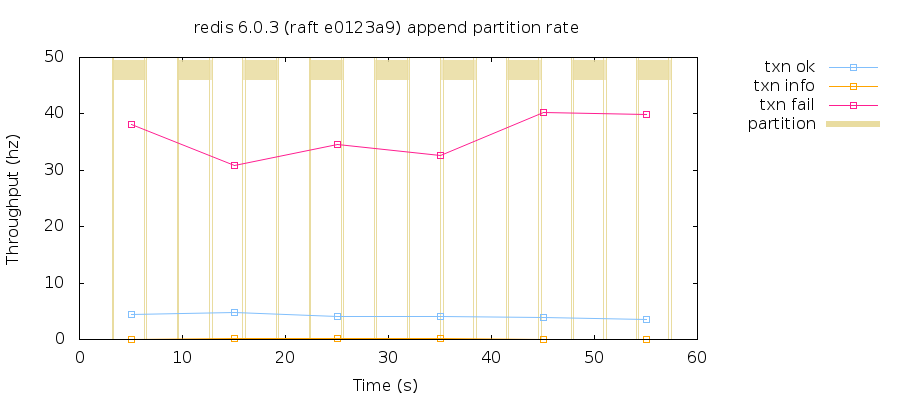 redis 6.0.3 (raft e0123a9) append partition rate
50
40
30
20
10
0
Throughput (hz)
0 10 20 30 40 50 60
Time (s)
txn ok
txn info
txn fail
partition